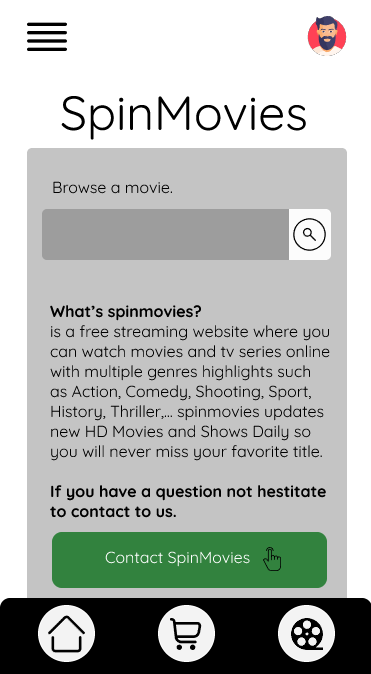 SpinMovies
Browse a movie.
What's spinmovies?
is a free streaming website where you
can watch movies and tv series online
with multiple genres highlights such
as Action, Comedy, Shooting, Sport,
History, Thriller,... spinmovies updates
new HD Movies and Shows Daily so
you will never miss your favorite title.
If you have a question not hestitate
to contact to us.
Contact SpinMovies